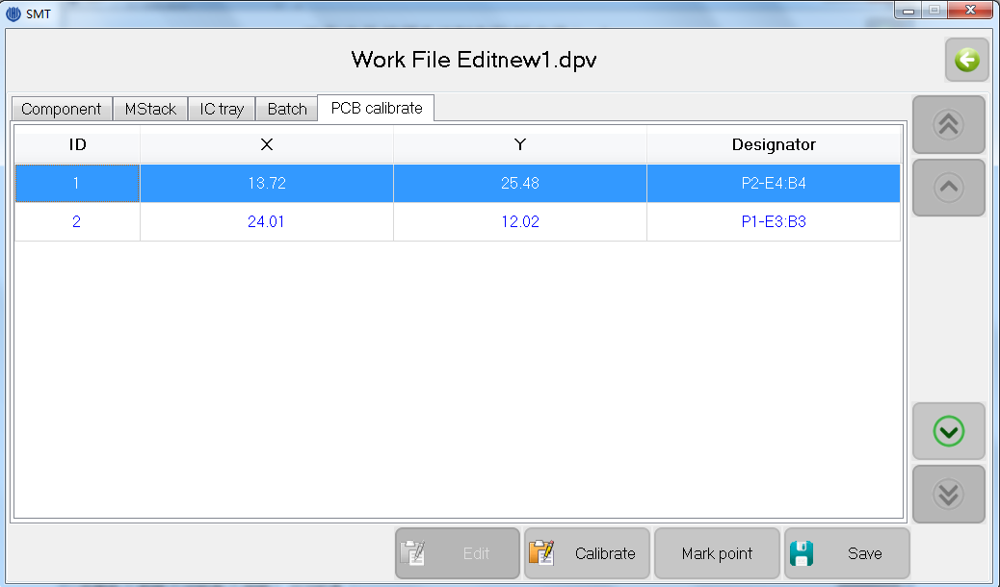 SMT
Work File Editnew1.dpv
Component MStack IC tray Batch PCB calibrate
ID X Y Designator
1 13.72 25.48 P2-E4:B4
2 24.01 12.02 P1-E3:B3
Edit Calibrate Mark point Save